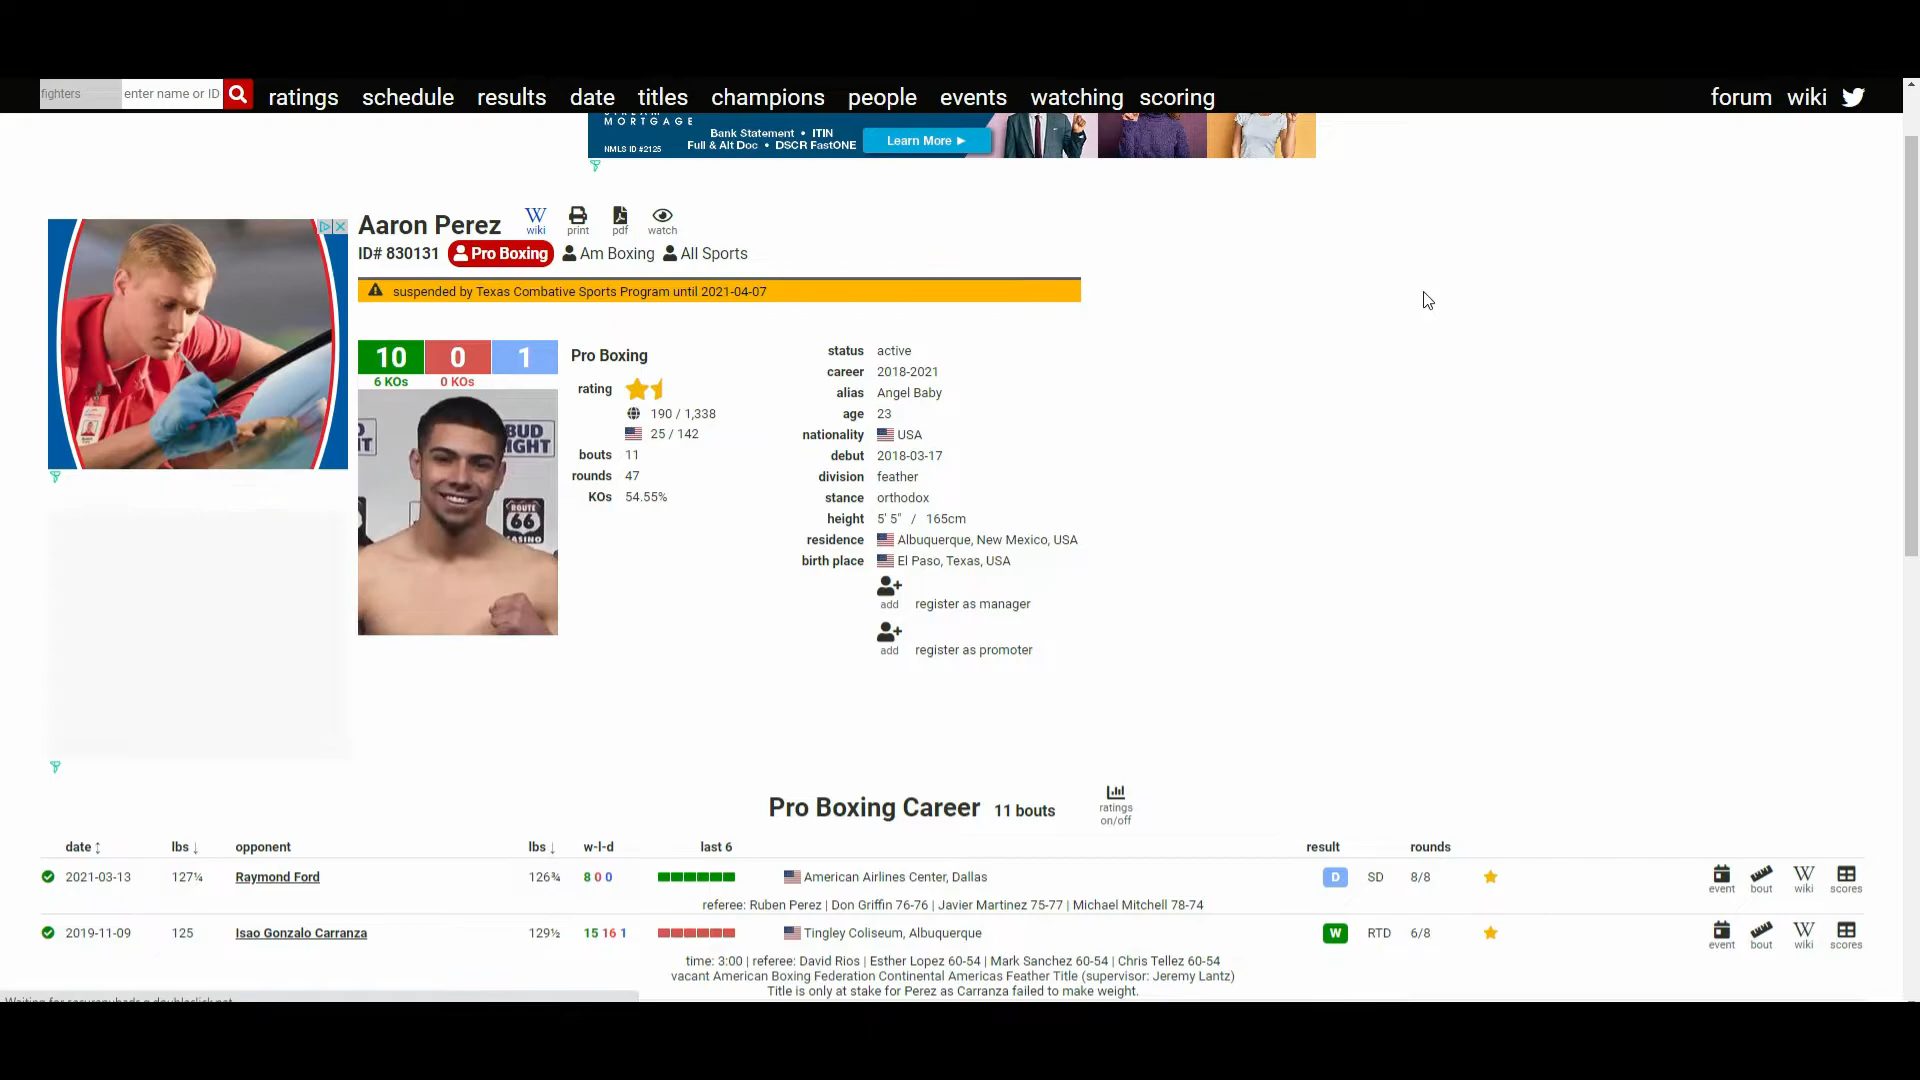 fighters enter name or ID ratings schedule results date titles champions people events watching scoring forum wiki
MORTGAGE
Bank Statement • ITIN
Full & Alt Doc • DSCR FastONE
NMLS ID #2125
Learn More ▶
Aaron Perez
W wiki print pdf watch
ID# 830131 Pro Boxing Am Boxing All Sports
suspended by Texas Combative Sports Program until 2021-04-07
10 0 1
6 KOs 0 KOs
BUD
ROUTE
66
Pro Boxing
rating
190 / 1,338
25 / 142
bouts 11
rounds 47
KOs 54.55%
status active
career 2018-2021
alias Angel Baby
age 23
nationality USA
debut 2018-03-17
division feather
stance orthodox
height 5′ 5″ / 165cm
residence Albuquerque, New Mexico, USA
birth place El Paso, Texas, USA
add register as manager
add register as promoter
Pro Boxing Career 11 bouts
ratings
on/off
date lbs opponent lbs w-l-d last 6 result rounds
2021-03-13 127¼ Raymond Ford 126¾ 8 0 0 American Airlines Center, Dallas D SD 8/8 event bout W wiki scores
referee: Ruben Perez | Don Griffin 76-76 | Javier Martinez 75-77 | Michael Mitchell 78-74
2019-11-09 125 Isao Gonzalo Carranza 129½ 15 16 1 Tingley Coliseum, Albuquerque W RTD 6/8 event bout W wiki scores
time: 3:00 | referee: David Rios | Esther Lopez 60-54 | Mark Sanchez 60-54 | Chris Tellez 60-54
vacant American Boxing Federation Continental Americas Feather Title (supervisor: Jeremy Lantz)
Title is only at stake for Perez as Carranza failed to make weight.